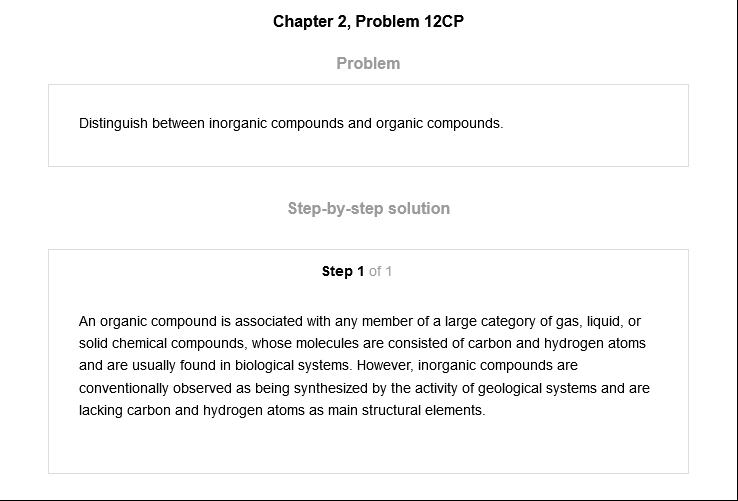 Chapter 2, Problem 12CP
Problem
Distinguish between inorganic compounds and organic compounds.
Step-by-step solution
Step 1 of 1
An organic compound is associated with any member of a large category of gas, liquid, or
solid chemical compounds, whose molecules are consisted of carbon and hydrogen atoms
and are usually found in biological systems. However, inorganic compounds are
conventionally observed as being synthesized by the activity of geological systems and are
lacking carbon and hydrogen atoms as main structural elements.